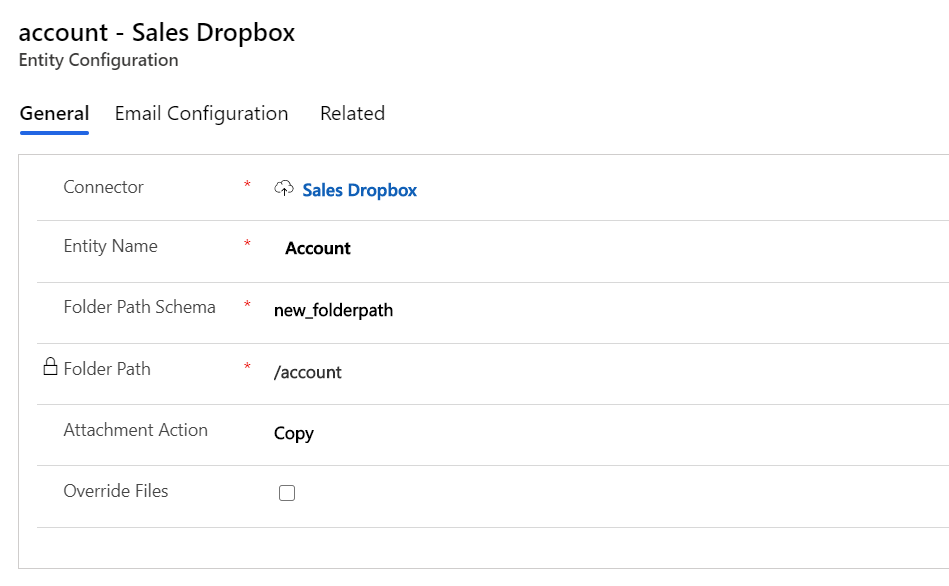 account - Sales Dropbox
Entity Configuration
General Email Configuration Related
Connector * Sales Dropbox
Entity Name * Account
Folder Path Schema * new_folderpath
Folder Path * /account
Attachment Action Copy
Override Files